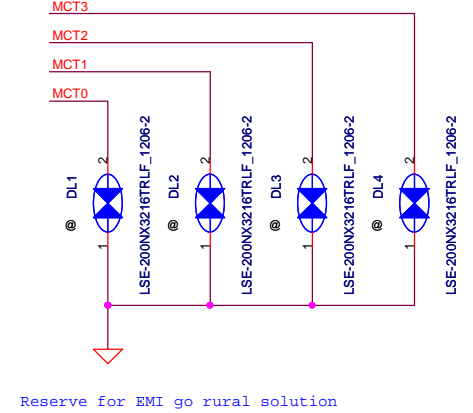 MCT3
MCT2
MCT1
MCT0
2
2
2
2
DL1
@
LSE-200NX3216TRLF_1206-2
DL2
@
LSE-200NX3216TRLF_1206-2
DL3
@
LSE-200NX3216TRLF_1206-2
DL4
@
LSE-200NX3216TRLF_1206-2
1
1
1
1
Reserve for EMI go rural solution